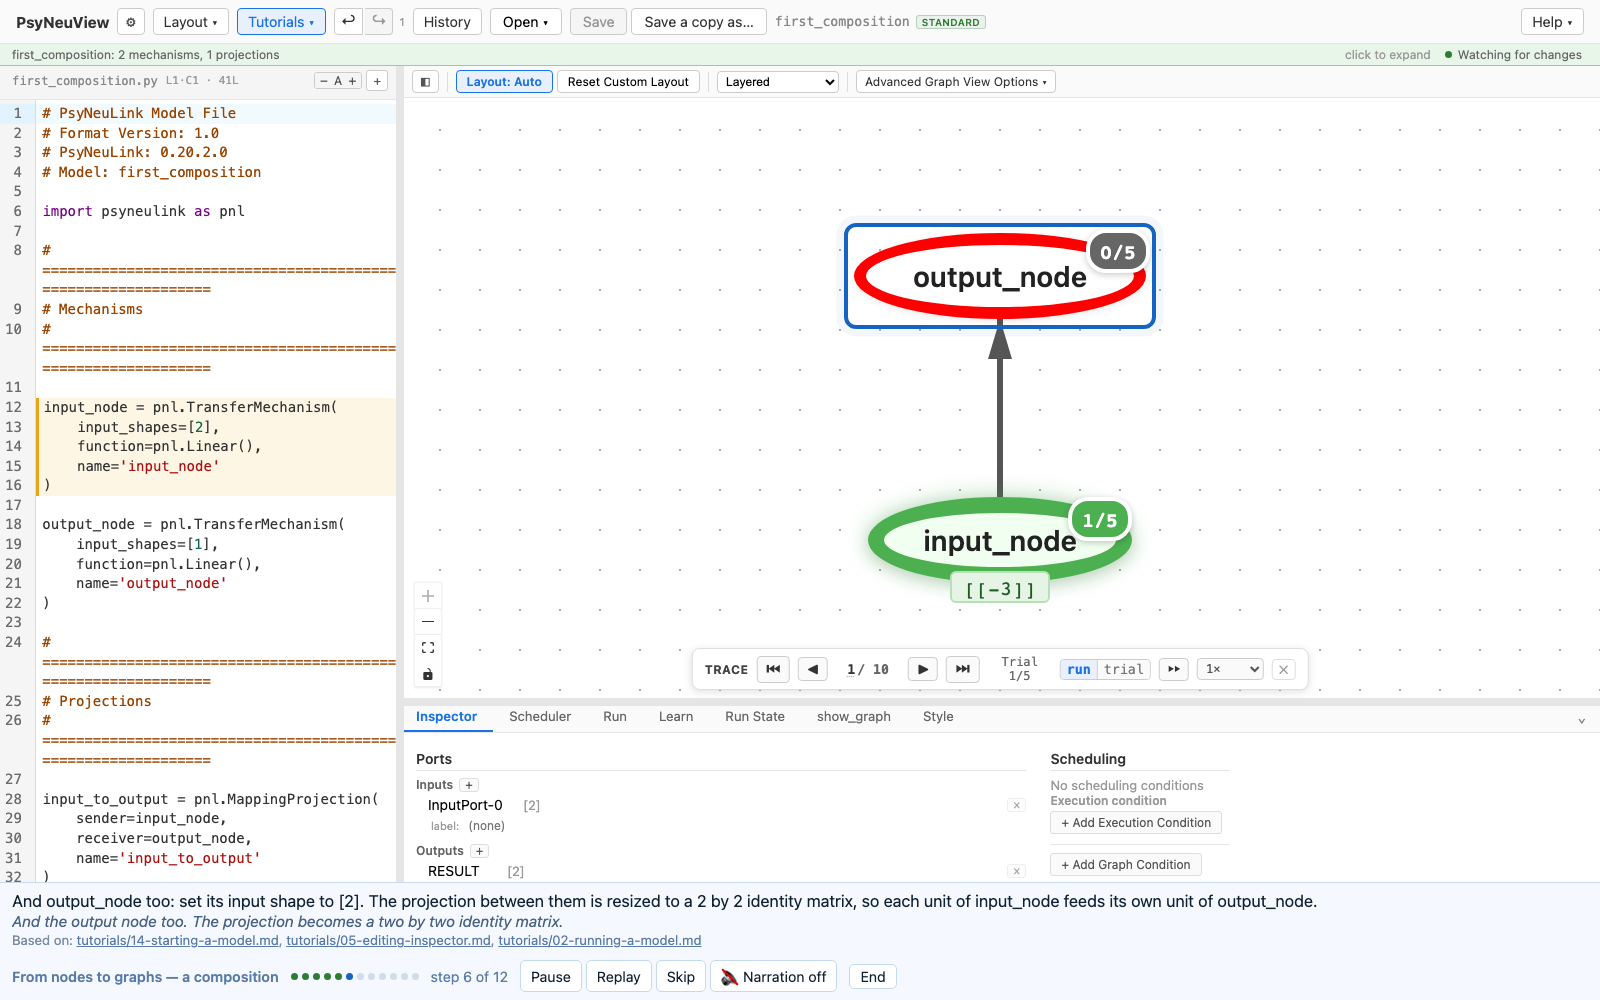 PsyNeuView
Layout ▾
Tutorials ▾
1
History
Open ▾
Save
Save a copy as...
first_composition
STANDARD
Help ▾
first_composition: 2 mechanisms, 1 projections
click to expand
Watching for changes
first_composition.py L1·C1 · 41L
− A +
+
Layout: Auto
Reset Custom Layout
Layered
Advanced Graph View Options ▾
1 # PsyNeuLink Model File
2 # Format Version: 1.0
3 # PsyNeuLink: 0.20.2.0
4 # Model: first_composition
5
6 import psyneulink as pnl
7
8 #
==========================================
====================
9 # Mechanisms
10 #
==========================================
====================
11
12 input_node = pnl.TransferMechanism(
13 input_shapes=[2],
14 function=pnl.Linear(),
15 name='input_node'
16 )
17
18 output_node = pnl.TransferMechanism(
19 input_shapes=[1],
20 function=pnl.Linear(),
21 name='output_node'
22 )
23
24 #
==========================================
====================
25 # Projections
26 #
==========================================
====================
27
28 input_to_output = pnl.MappingProjection(
29 sender=input_node,
30 receiver=output_node,
31 name='input_to_output'
32 )
output_node
0/5
input_node
1/5
[[-3]]
TRACE
1 / 10
Trial
1/5
run
trial
1×
Inspector
Scheduler
Run
Learn
Run State
show_graph
Style
Ports
Inputs +
InputPort-0 [2]
x
label: (none)
Outputs +
RESULT [2]
x
Scheduling
No scheduling conditions
Execution condition
+ Add Execution Condition
+ Add Graph Condition
And output_node too: set its input shape to [2]. The projection between them is resized to a 2 by 2 identity matrix, so each unit of input_node feeds its own unit of output_node.
And the output node too. The projection becomes a two by two identity matrix.
Based on: tutorials/14-starting-a-model.md, tutorials/05-editing-inspector.md, tutorials/02-running-a-model.md
From nodes to graphs — a composition
step 6 of 12
Pause
Replay
Skip
Narration off
End